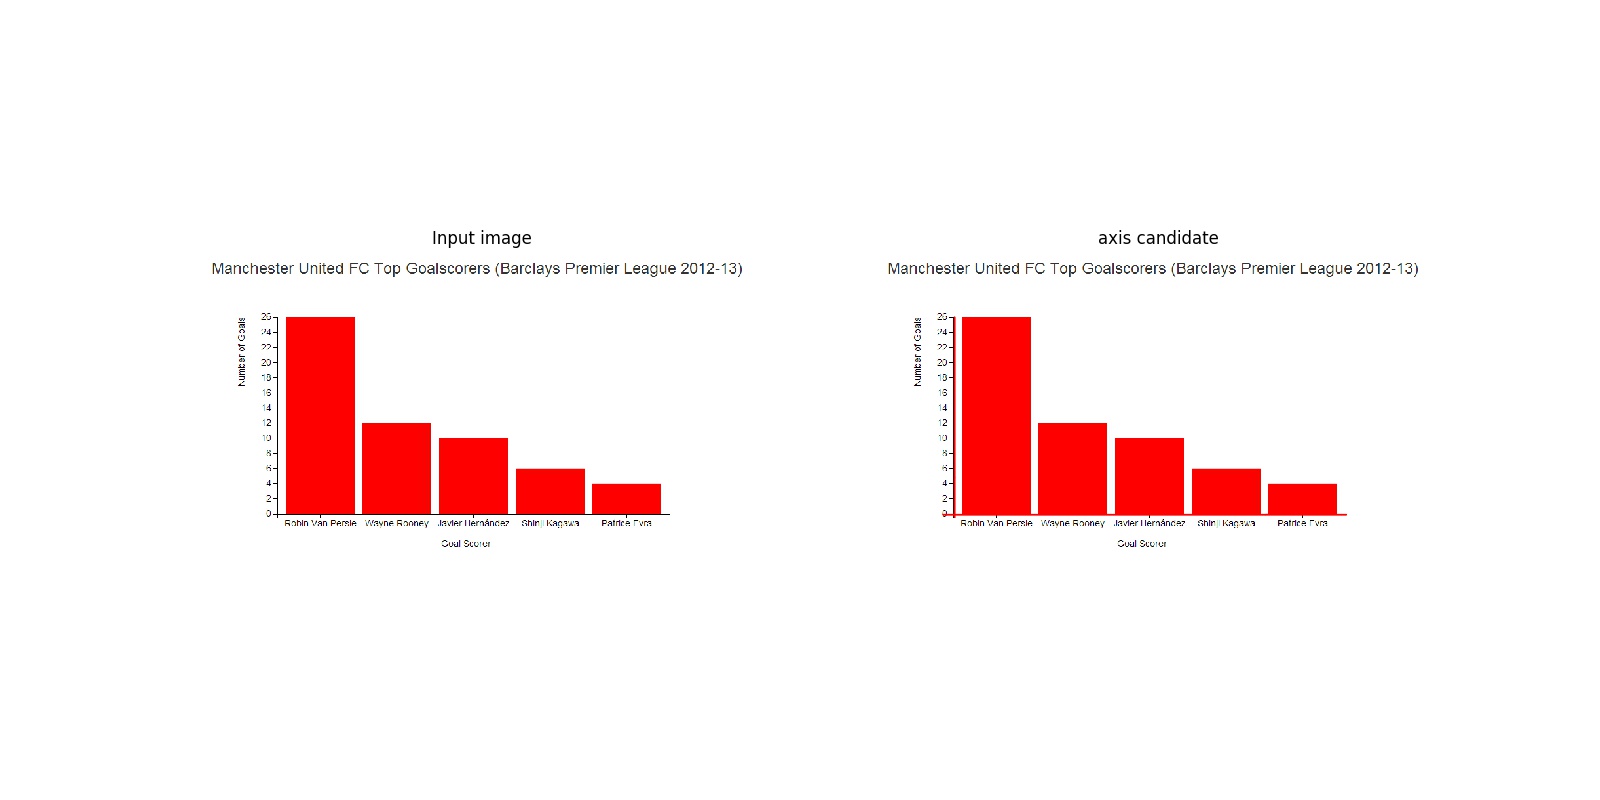 Input image
Manchester United FC Top Goalscorers (Barclays Premier League 2012-13)
Number of Goals
26
24
22
20
18
16
14
12
10
8
6
4
2
0
Robin Van Persie Wayne Rooney Javier Hernández Shinji Kagawa Patrice Evra
Goal Scorer
axis candidate
Manchester United FC Top Goalscorers (Barclays Premier League 2012-13)
Number of Goals
26
24
22
20
18
16
14
12
10
8
6
4
2
0
Robin Van Persie Wayne Rooney Javier Hernández Shinji Kagawa Patrice Evra
Goal Scorer